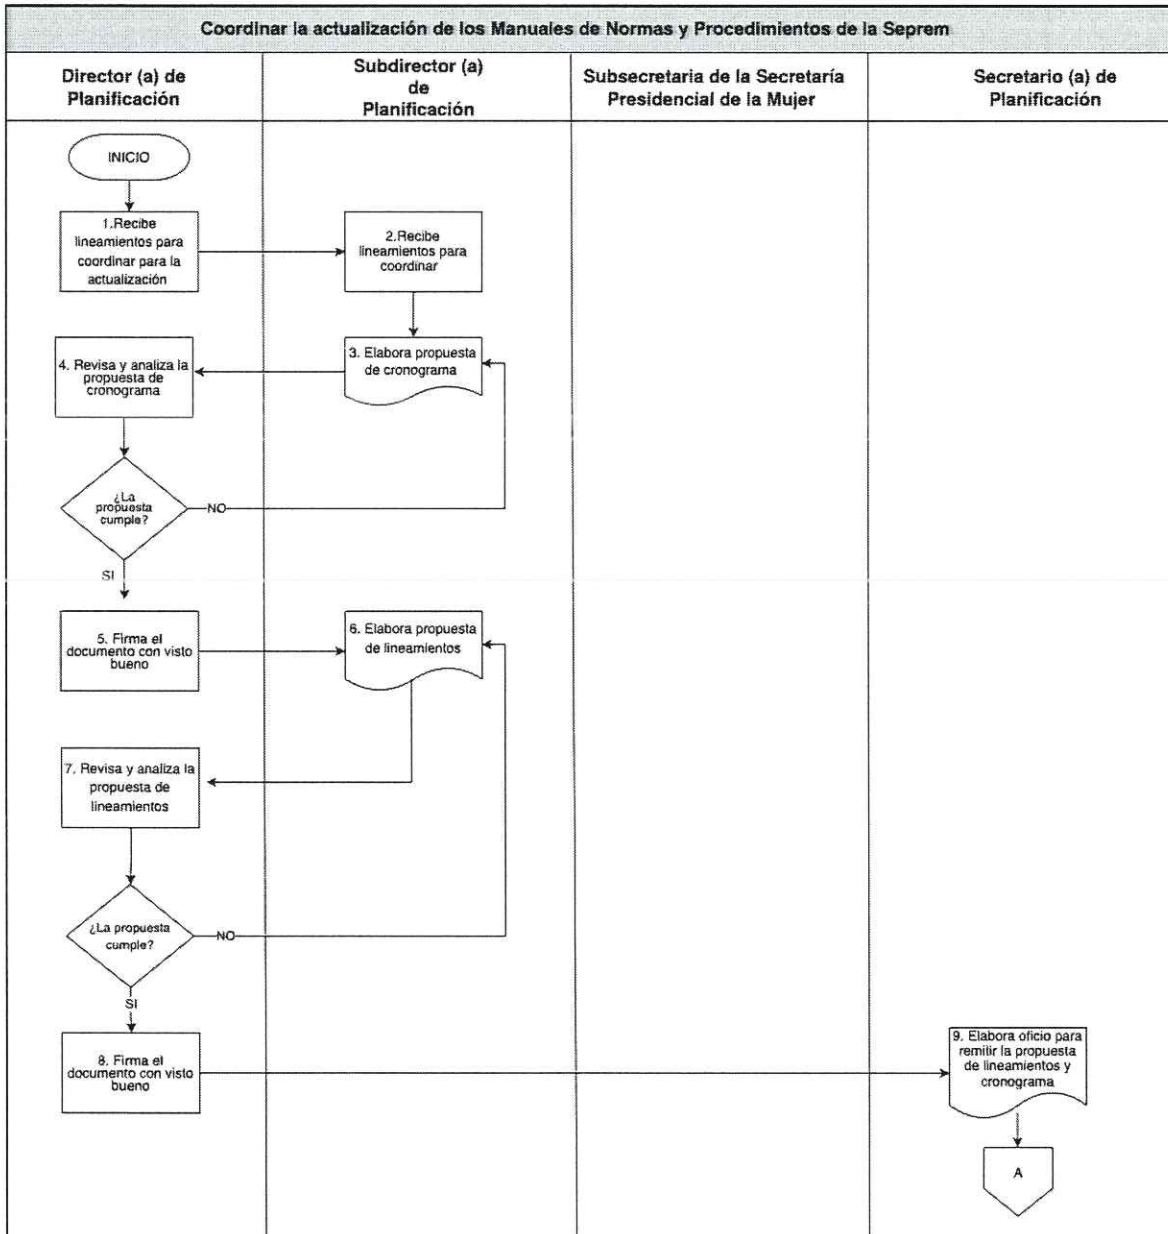 Coordinar la actualización de los Manuales de Normas y Procedimientos de la Seprem
Director (a) de
Planificación
Subdirector (a)
de
Planificación
Subsecretaria de la Secretaría
Presidencial de la Mujer
Secretario (a) de
Planificación
INICIO
1.Recibe
lineamientos para
coordinar para la
actualización
2.Recibe
lineamientos para
coordinar
3. Elabora propuesta
de cronograma
4. Revisa y analiza la
propuesta de
cronograma
¿La
propuesta
cumple?
NO
SI
5. Firma el
documento con visto
bueno
6. Elabora propuesta
de lineamientos
7. Revisa y analiza la
propuesta de
lineamientos
¿La propuesta
cumple?
NO
SI
8. Firma el
documento con visto
bueno
9. Elabora oficio para
remitir la propuesta
de lineamientos y
cronograma
A